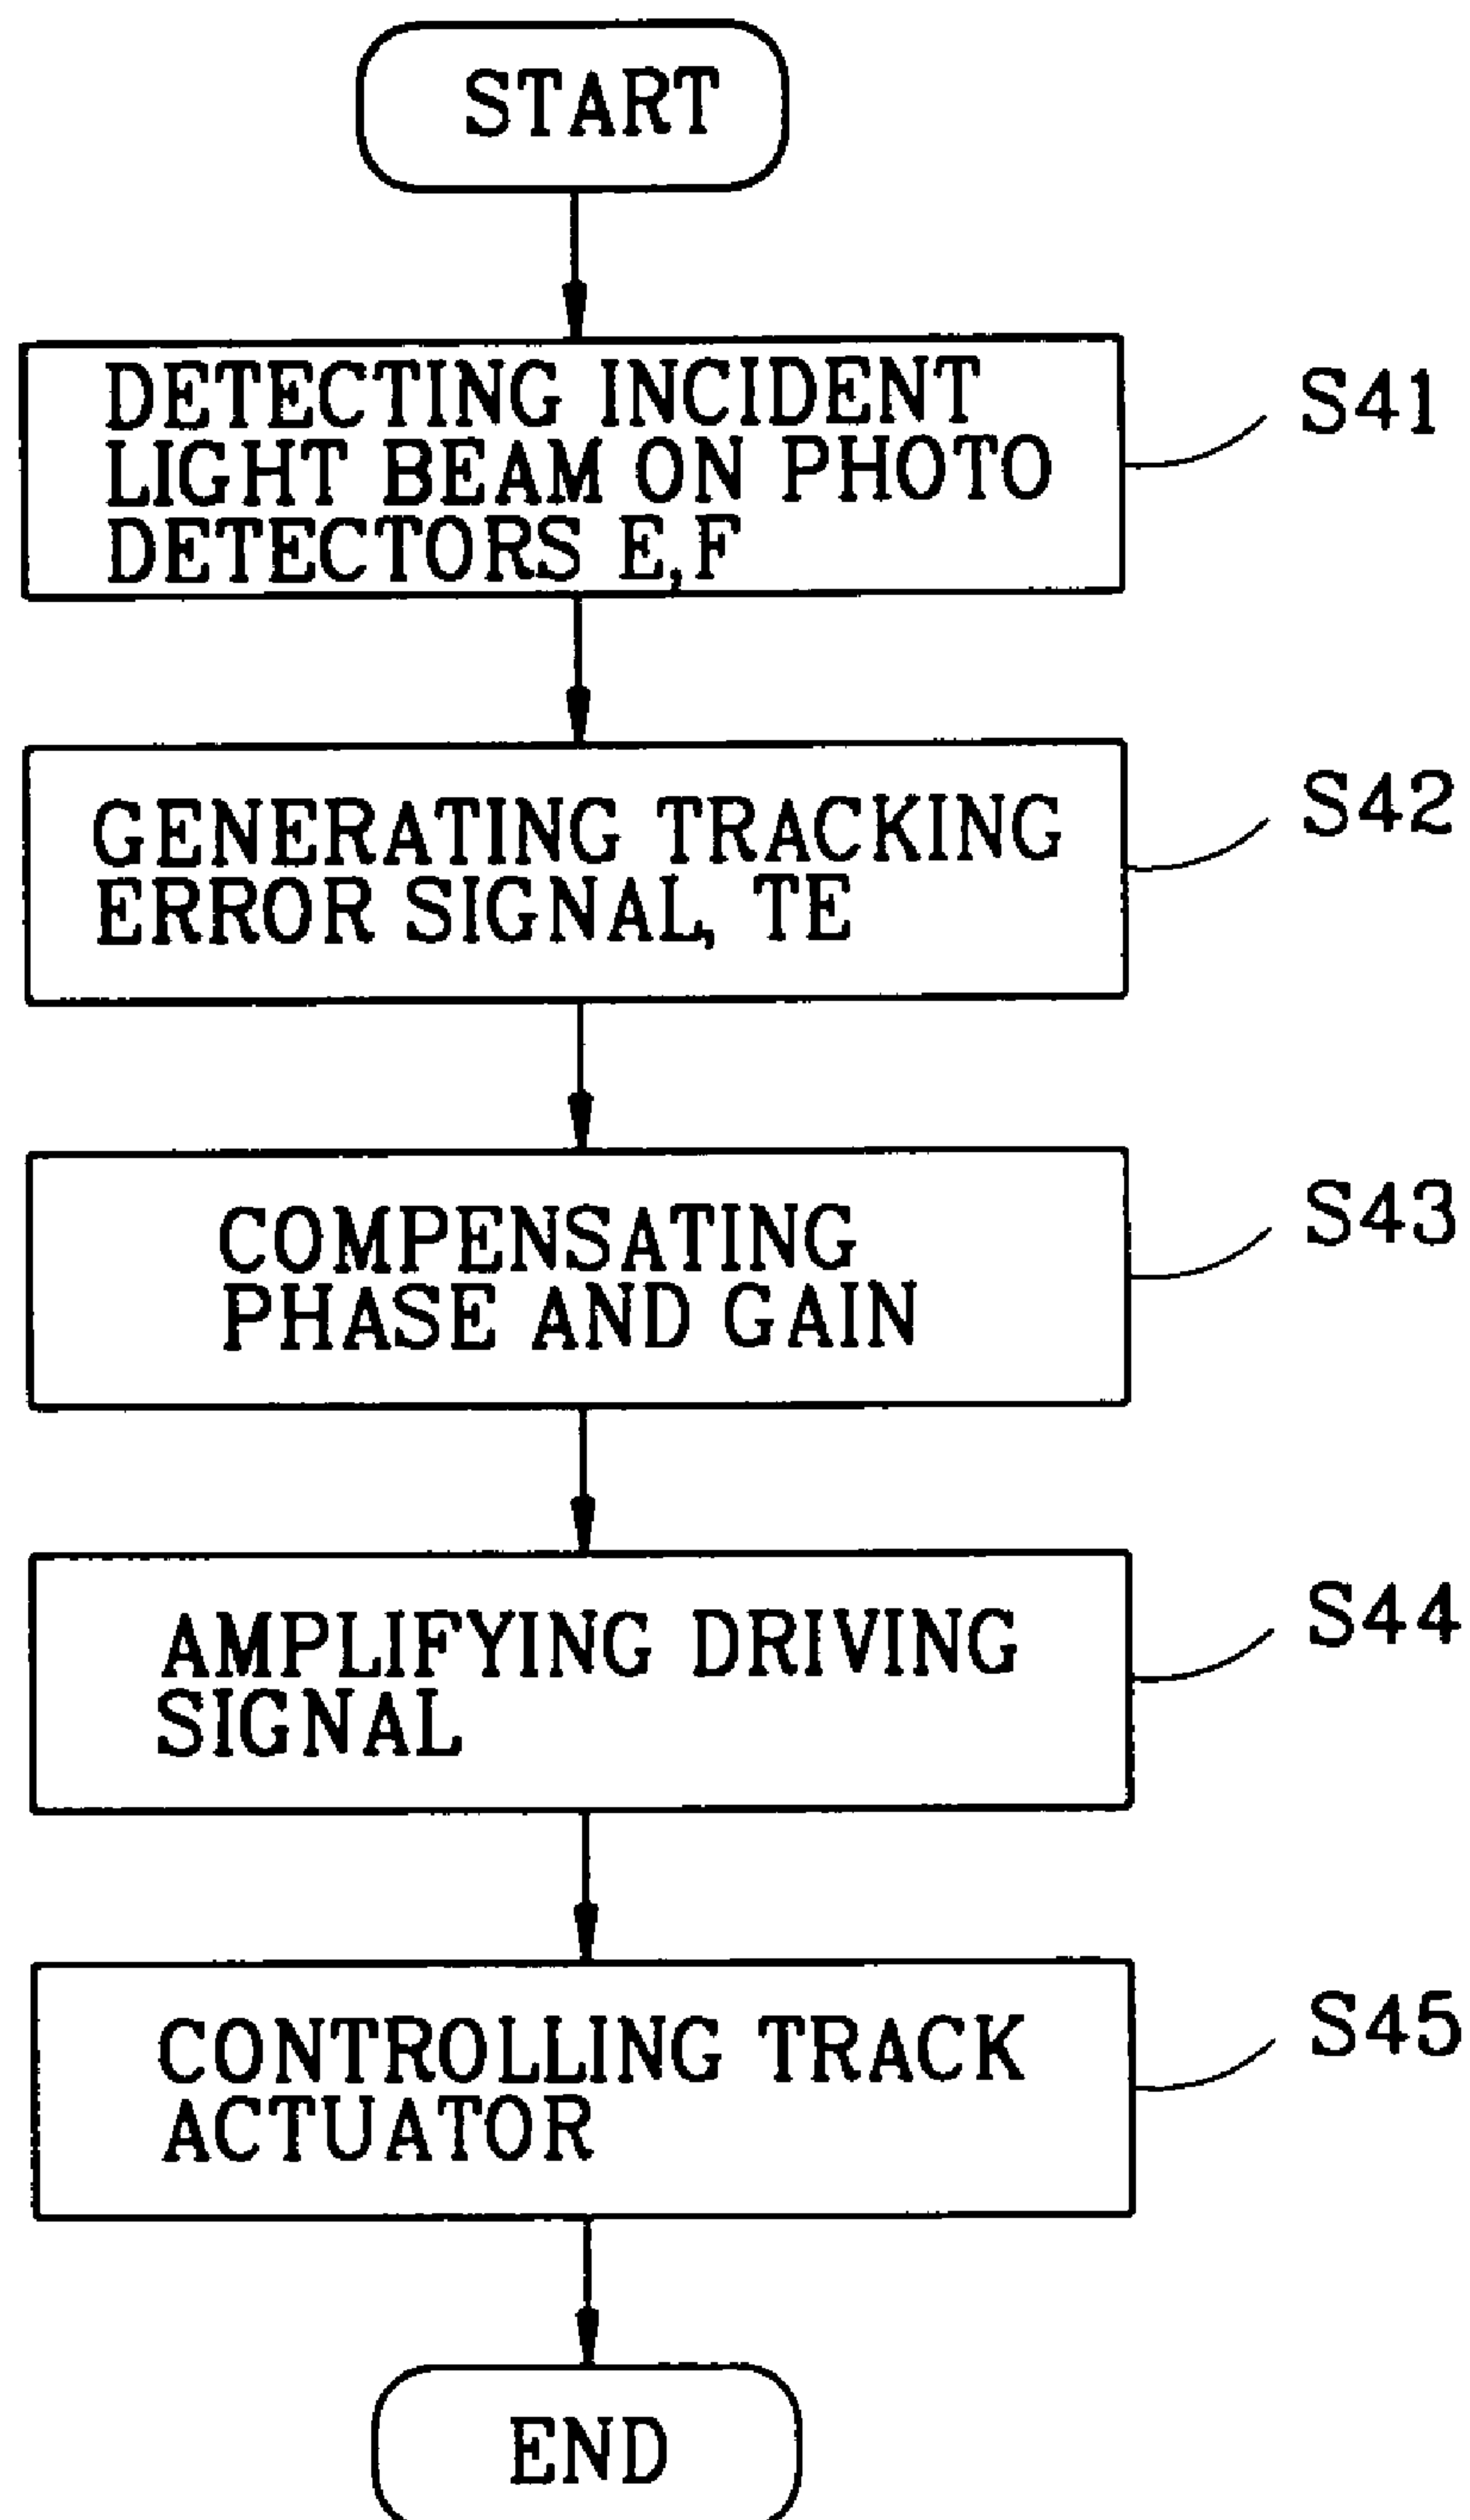 START
DETECTING INCIDENT
LIGHT BEAM ON PHOTO
DETECTORS E,F
S41
GENERATING TRACKING
ERROR SIGNAL, TE
S42
COMPENSATING
PHASE AND GAIN
S43
AMPLIFYING DRIVING
SIGNAL
S44
CONTROLLING TRACK
ACTUATOR
S45
END